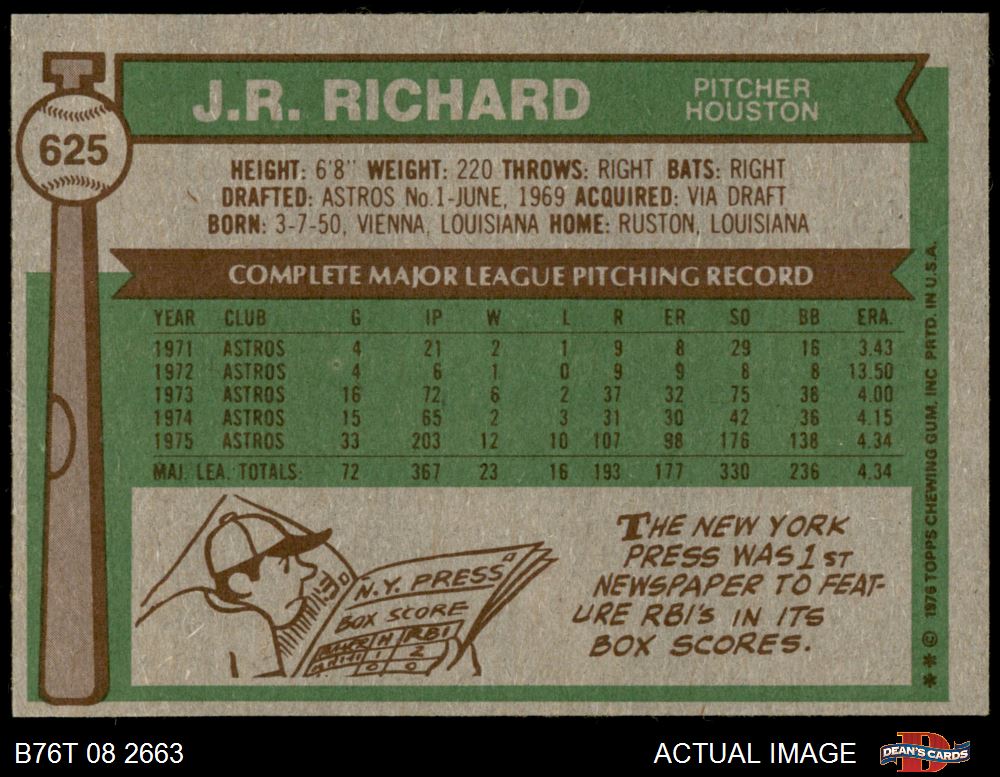 625
J.R. RICHARD
PITCHER
HOUSTON
HEIGHT: 6'8" WEIGHT: 220 THROWS: RIGHT BATS: RIGHT
DRAFTED: ASTROS No.1-JUNE, 1969 ACQUIRED: VIA DRAFT
BORN: 3-7-50, VIENNA, LOUISIANA HOME: RUSTON, LOUISIANA
COMPLETE MAJOR LEAGUE PITCHING RECORD
YEAR CLUB G IP W L R ER SO BB ERA.
1971 ASTROS 4 21 2 1 9 8 29 16 3.43
1972 ASTROS 4 6 1 0 9 9 8 8 13.50
1973 ASTROS 16 72 6 2 37 32 75 38 4.00
1974 ASTROS 15 65 2 3 31 30 42 36 4.15
1975 ASTROS 33 203 12 10 107 98 176 138 4.34
MAJ. LEA. TOTALS: 72 367 23 16 193 177 330 236 4.34
N.Y. PRESS
BOX SCORE
H RBI
1 2
0 0
THE NEW YORK
PRESS WAS 1ST
NEWSPAPER TO FEAT-
URE RBI'S IN ITS
BOX SCORES.
** © 1976 TOPPS CHEWING GUM, INC PRTD. IN U.S.A.
B76T 08 2663
ACTUAL IMAGE
DEAN'S CARDS